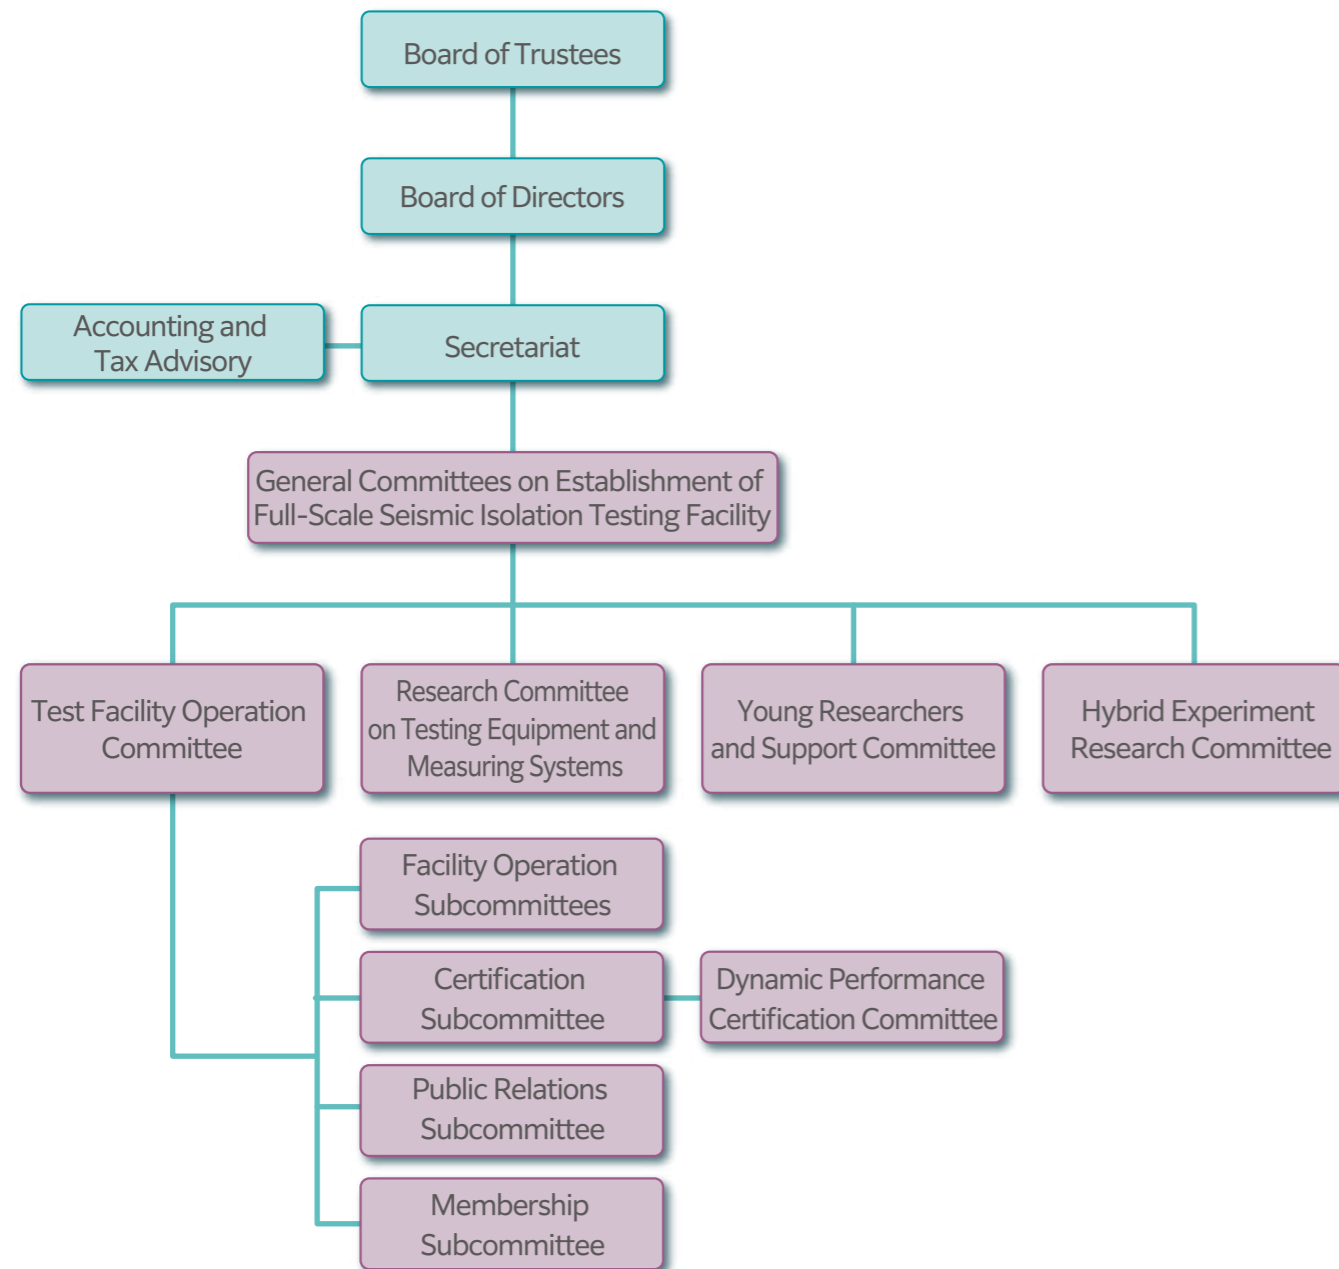 Board of Trustees
Board of Directors
Accounting and
Tax Advisory
Secretariat
General Committees on Establishment of
Full-Scale Seismic Isolation Testing Facility
Test Facility Operation
Committee
Research Committee
on Testing Equipment and
Measuring Systems
Young Researchers
and Support Committee
Hybrid Experiment
Research Committee
Facility Operation
Subcommittees
Certification
Subcommittee
Dynamic Performance
Certification Committee
Public Relations
Subcommittee
Membership
Subcommittee